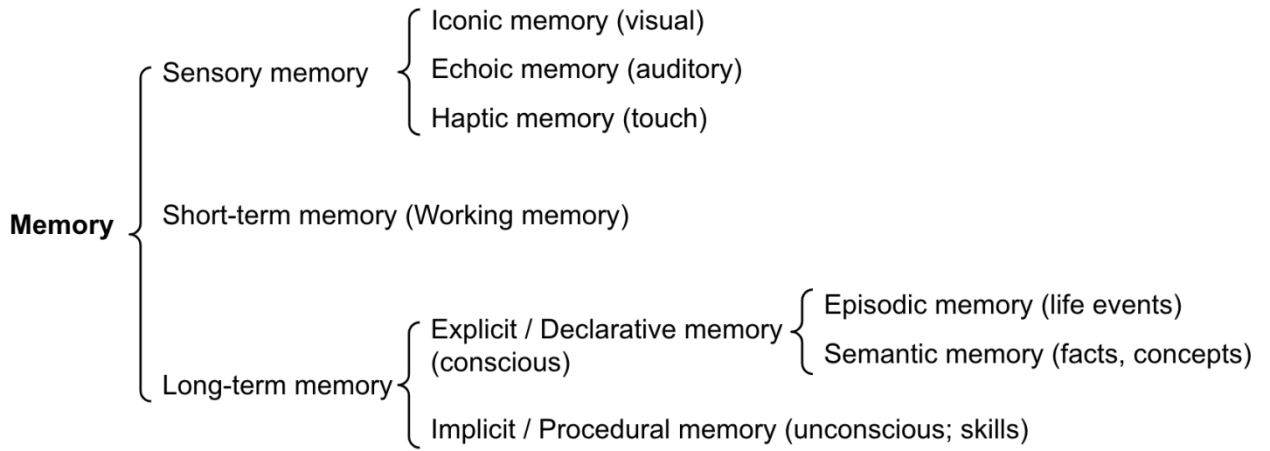 Memory
Sensory memory
Iconic memory (visual)
Echoic memory (auditory)
Haptic memory (touch)
Short-term memory (Working memory)
Long-term memory
Explicit / Declarative memory
(conscious)
Episodic memory (life events)
Semantic memory (facts, concepts)
Implicit / Procedural memory (unconscious; skills)